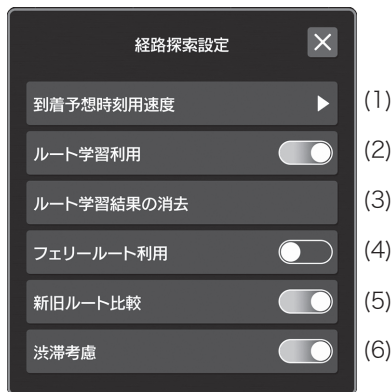 経路探索設定
到着予想時刻用速度 (1)
ルート学習利用 (2)
ルート学習結果の消去 (3)
フェリールート利用 (4)
新旧ルート比較 (5)
渋滞考慮 (6)